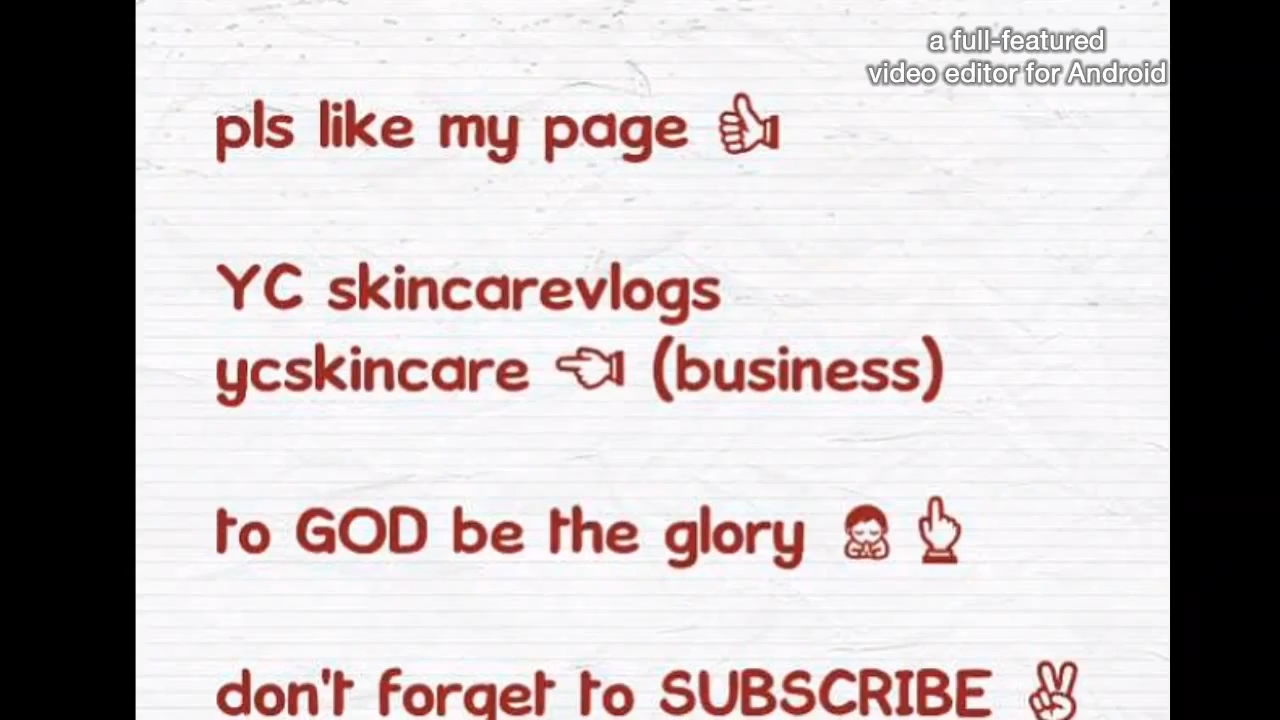 a full-featured
video editor for Android
pls like my page 👍
YC skincarevlogs
ycskincare 👈 (business)
to GOD be the glory 🙏 👆
don't forget to SUBSCRIBE ✌